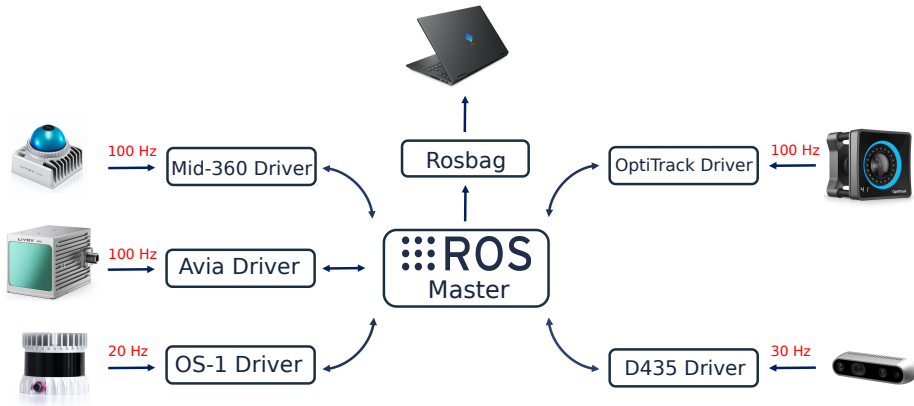 100 Hz
Mid-360 Driver
Rosbag
OptiTrack Driver
100 Hz
OptiTrack
100 Hz
Avia Driver
ROS
Master
20 Hz
OS-1 Driver
D435 Driver
30 Hz